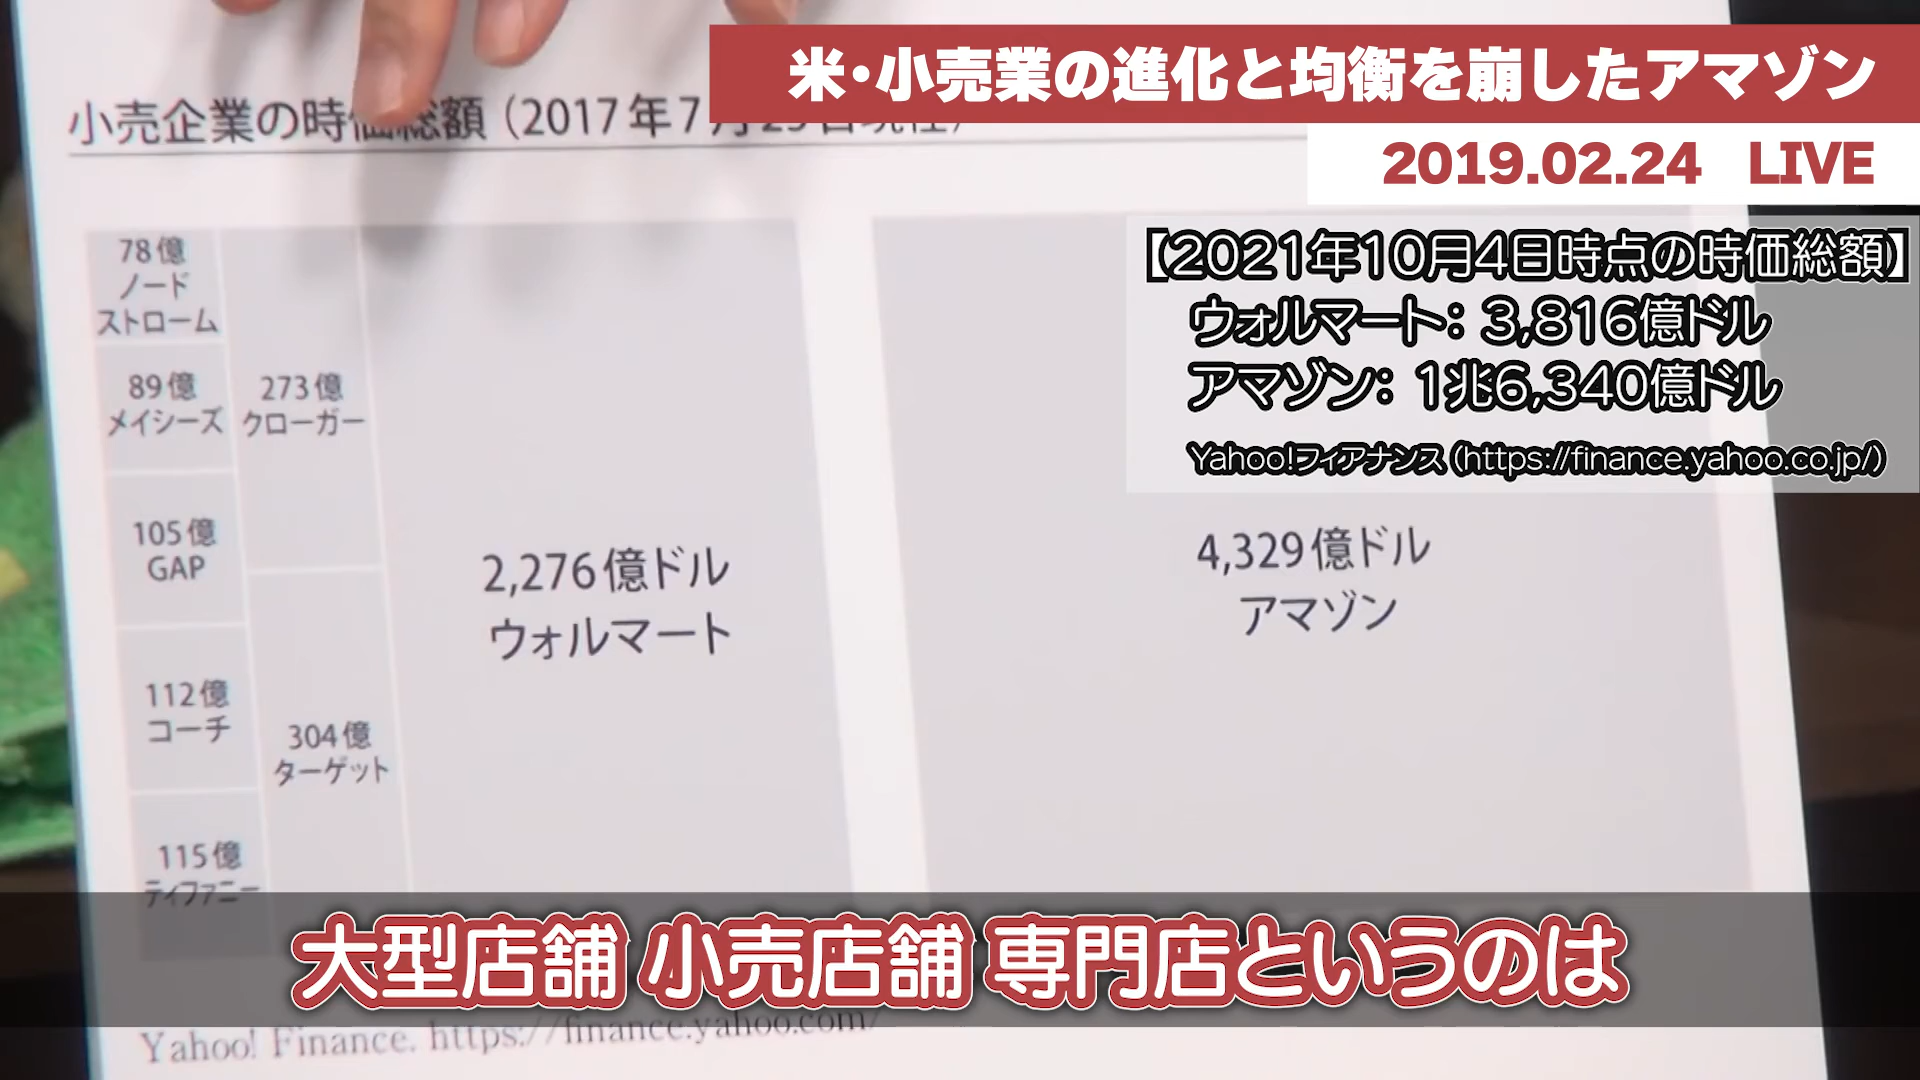 米・小売業の進化と均衡を崩したアマゾン
2019.02.24 LIVE
小売企業の時価総額(2017年7月
【2021年10月4日時点の時価総額】
ウォルマート: 3,816億ドル
アマゾン: 1兆6,340億ドル
Yahoo!フィアナンス(https://finance.yahoo.co.jp/)
78億
ノード
ストローム
89億
メイシーズ
105億
GAP
112億
コーチ
115億
ティファニー
273億
クローガー
304億
ターゲット
2,276億ドル
ウォルマート
4,329億ドル
アマゾン
大型店舗 小売店舗 専門店というのは
Yahoo! Finance. https://finance.yahoo.com/